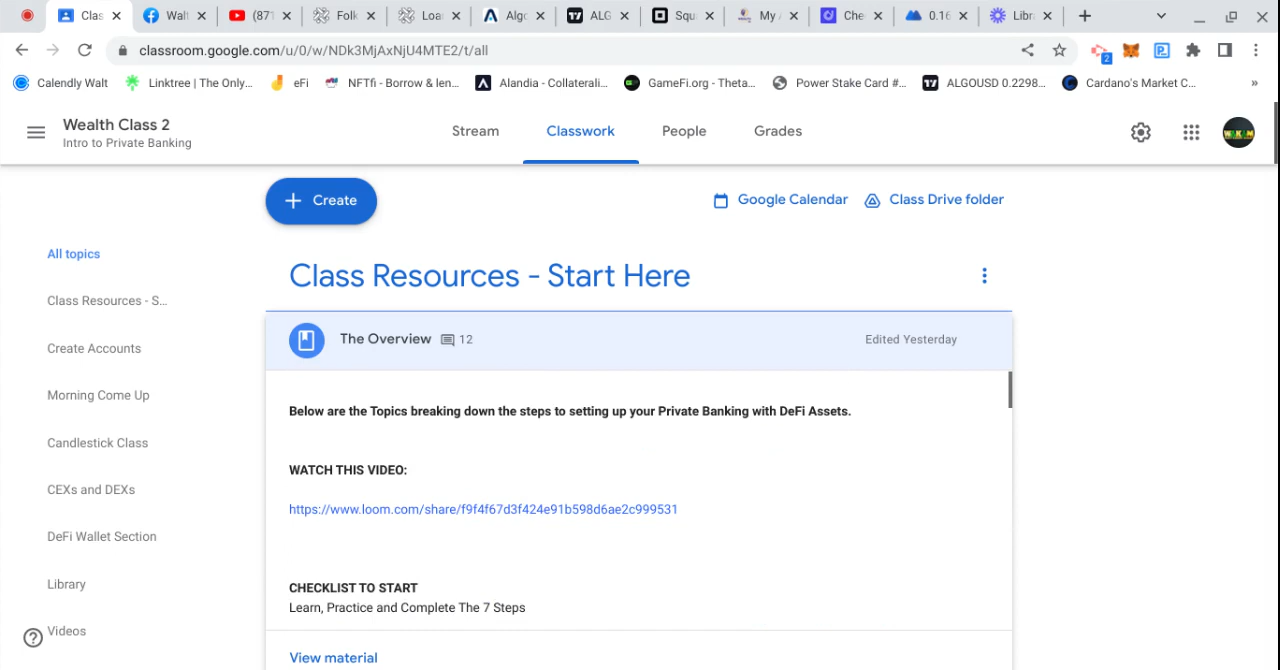 Clas
Walt
(871
Folk
Loan
Algo
ALG
Squa
My A
Che
0.16
Libra
classroom.google.com/u/0/w/NDk3MjAxNjU4MTE2/t/all
2
Calendly Walt
Linktree | The Only...
eFi
NFTfi - Borrow & len...
Alandia - Collaterali...
GameFi.org - Theta...
Power Stake Card #...
ALGOUSD 0.2298...
Cardano's Market C...
»
Wealth Class 2
Intro to Private Banking
Stream
Classwork
People
Grades
Create
Google Calendar
Class Drive folder
All topics
Class Resources - S...
Create Accounts
Morning Come Up
Candlestick Class
CEXs and DEXs
DeFi Wallet Section
Library
Videos
Class Resources - Start Here
The Overview
12
Edited Yesterday
Below are the Topics breaking down the steps to setting up your Private Banking with DeFi Assets.
WATCH THIS VIDEO:
https://www.loom.com/share/f9f4f67d3f424e91b598d6ae2c999531
CHECKLIST TO START
Learn, Practice and Complete The 7 Steps
View material